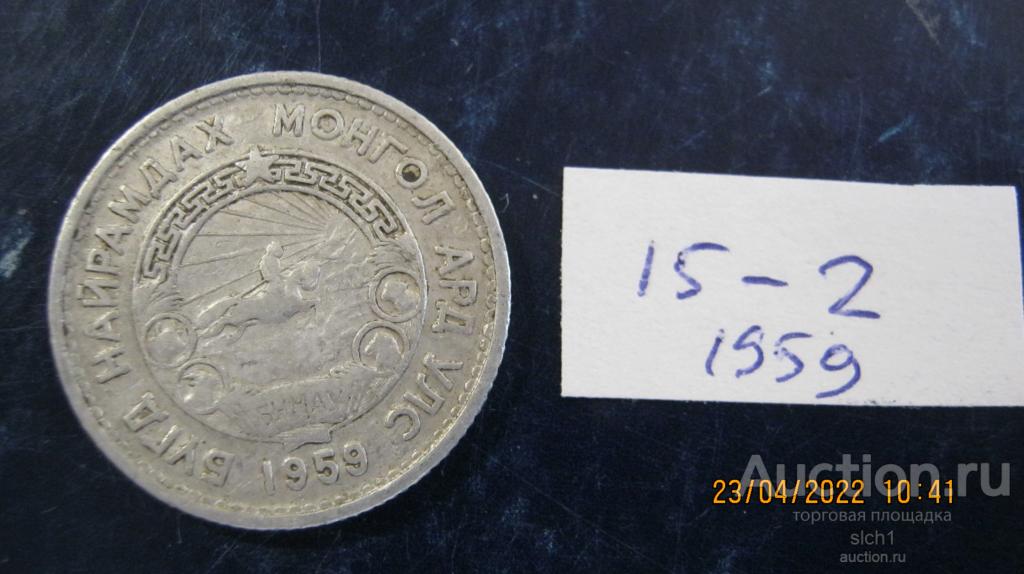 БҮГД НАЙРАМДАХ МОНГОЛ АРД УЛС
1959
БНМАУ
15-2
1959
Auction.ru
23/04/2022 10:41
торговая площадка
slch1
auction.ru